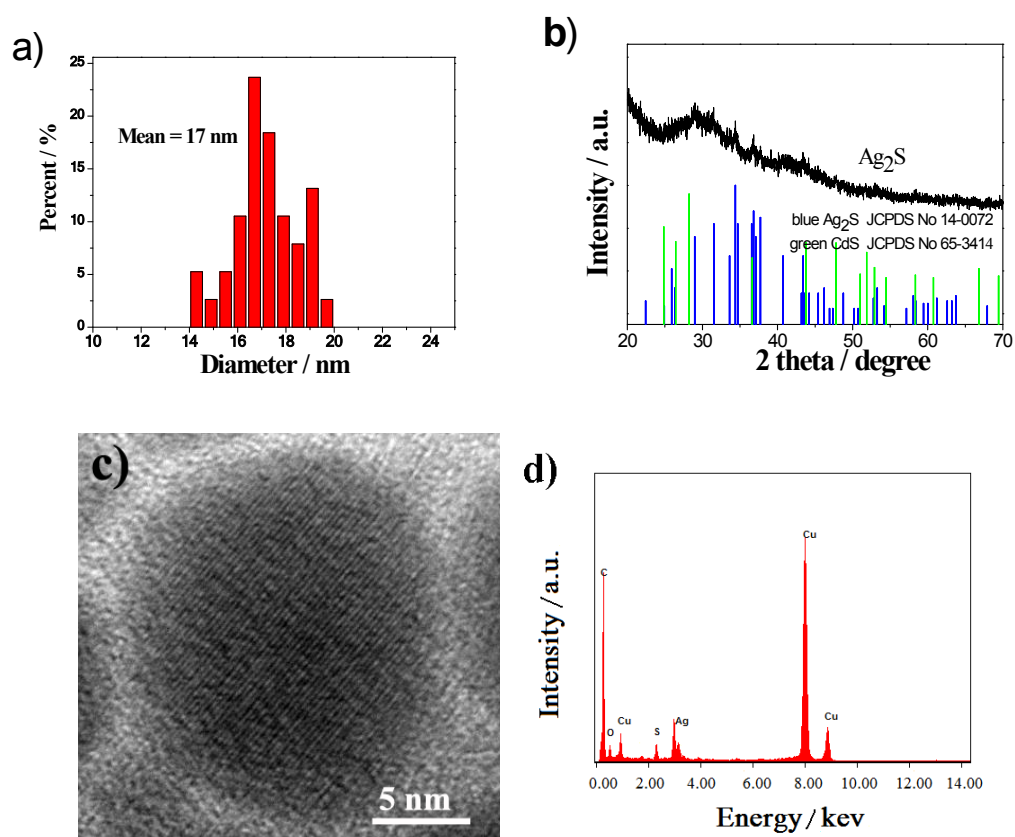 a)
Percent / %
25
20
15
10
5
0
Mean = 17 nm
10 12 14 16 18 20 22 24
Diameter / nm
b)
Intensity / a.u.
Ag2S
blue Ag2S JCPDS No 14-0072
green CdS JCPDS No 65-3414
20 30 40 50 60 70
2 theta / degree
c)
5 nm
d)
Intensity / a.u.
C
O
Cu
S
Ag
Cu
Cu
0.00 2.00 4.00 6.00 8.00 10.00 12.00 14.00
Energy / kev